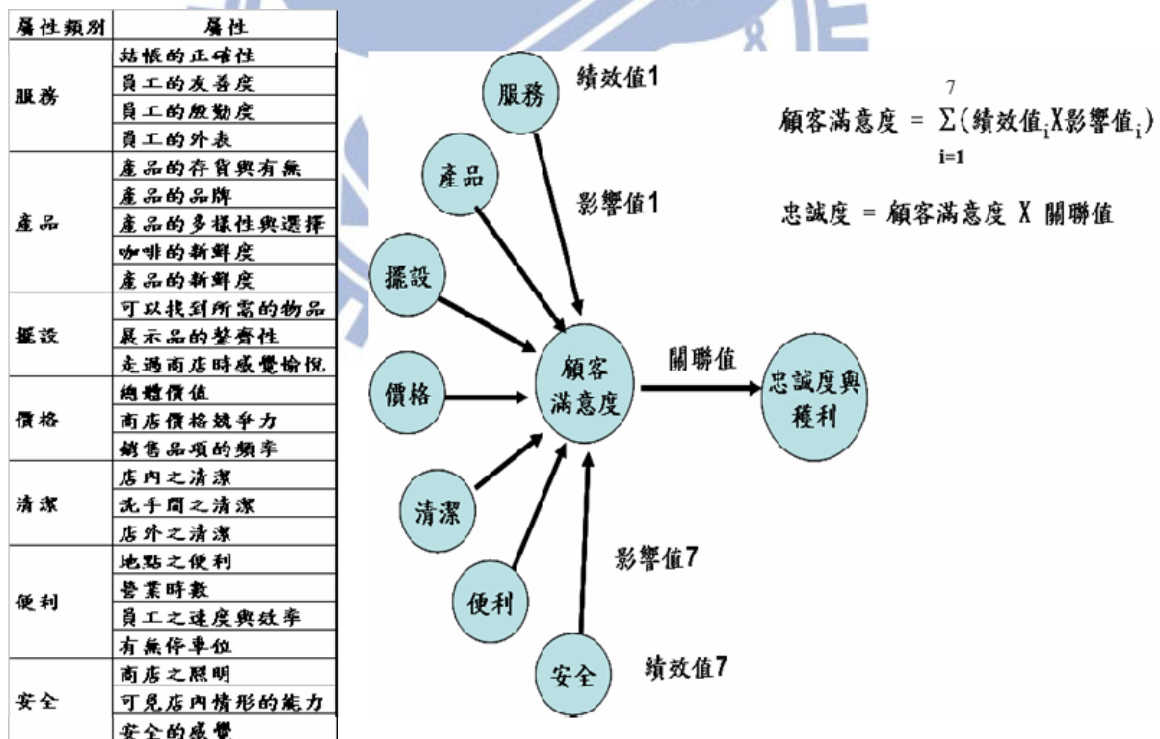 屬性類別 屬性
服務
結帳的正確性
員工的友善度
員工的殷勤度
員工的外表
產品
產品的存貨與有無
產品的品牌
產品的多樣性與選擇
咖啡的新鮮度
產品的新鮮度
擺設
可以找到所需的物品
展示品的整齊性
走過商店時感覺愉悅
價格
總體價值
商店價格競爭力
銷售品項的頻率
清潔
店內之清潔
洗手間之清潔
店外之清潔
便利
地點之便利
營業時數
員工之速度與效率
有無停車位
安全
商店之照明
可見店內情形的能力
安全的感覺
服務
績效值1
產品
影響值1
擺設
價格
清潔
便利
安全
影響值7
績效值7
顧客
滿意度
關聯值
忠誠度與
獲利
7
顧客滿意度 = Σ(績效值iX影響值i)
i=1
忠誠度 = 顧客滿意度 X 關聯值
8